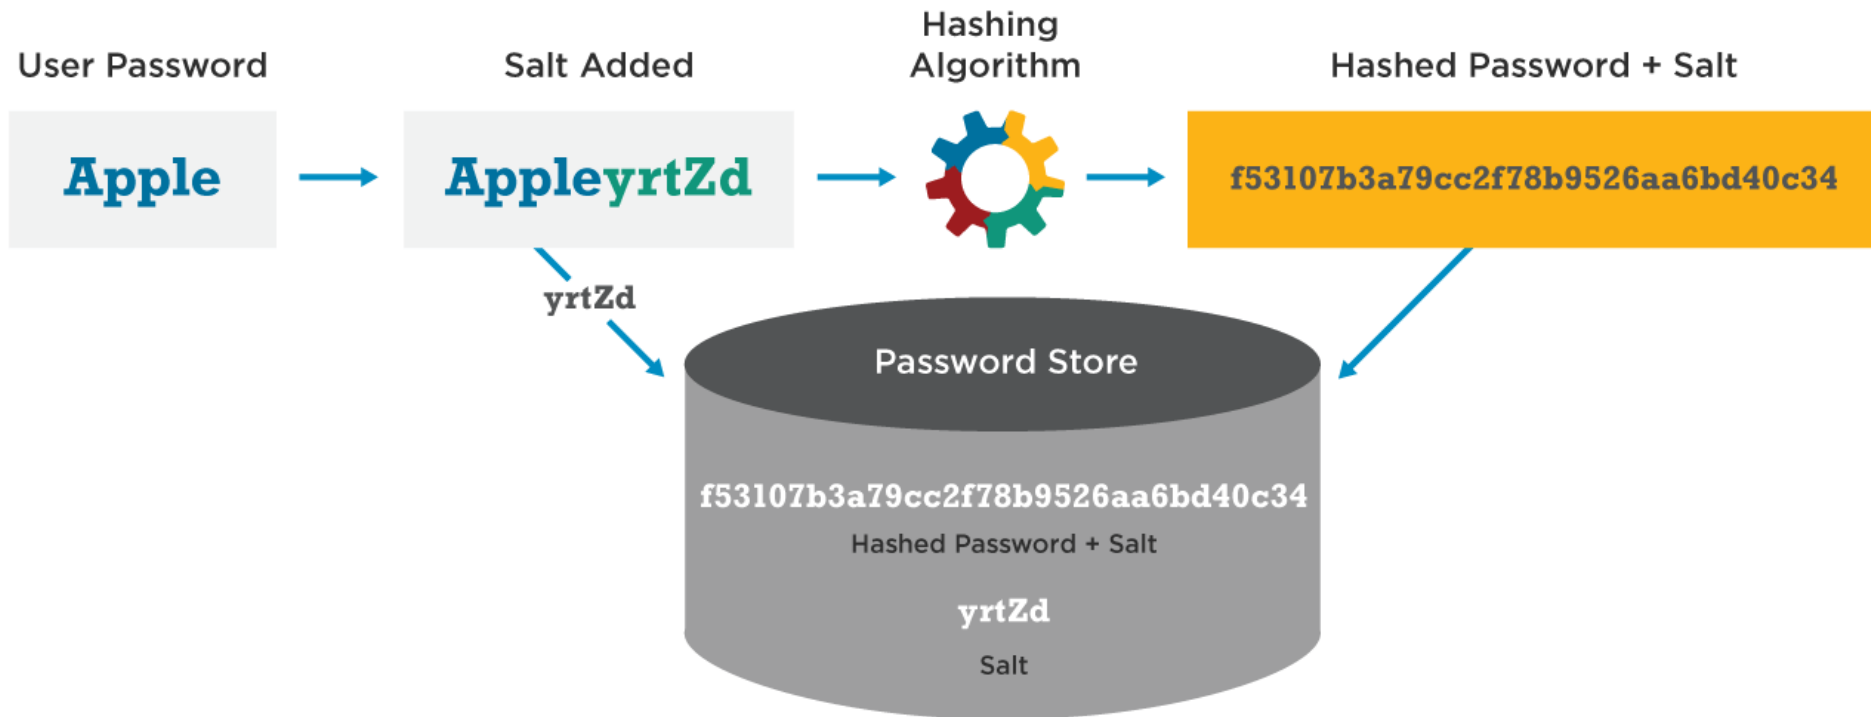 User Password
Salt Added
Hashing
Algorithm
Hashed Password + Salt
Apple
AppleyrtZd
f53107b3a79cc2f78b9526aa6bd40c34
yrtZd
Password Store
f53107b3a79cc2f78b9526aa6bd40c34
Hashed Password + Salt
yrtZd
Salt